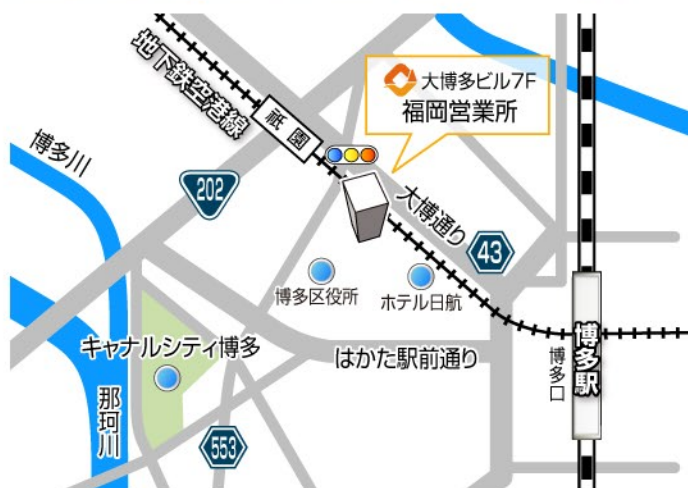 地下鉄空港線
祇園
大博多ビル7F
福岡営業所
博多川
202
大博通り
43
博多区役所
ホテル日航
キャナルシティ博多
はかた駅前通り
博多口
博多駅
那珂川
553